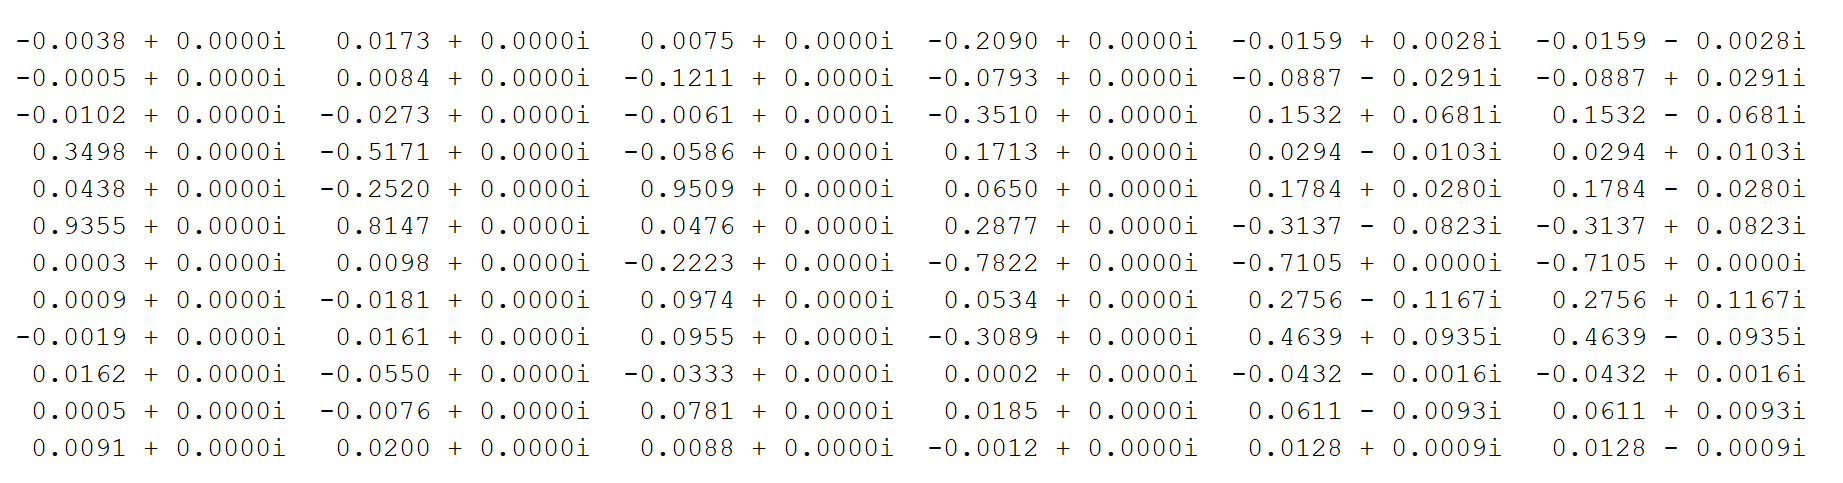 -0.0038 + 0.0000i 0.0173 + 0.0000i 0.0075 + 0.0000i -0.2090 + 0.0000i -0.0159 + 0.0028i -0.0159 - 0.0028i
-0.0005 + 0.0000i 0.0084 + 0.0000i -0.1211 + 0.0000i -0.0793 + 0.0000i -0.0887 - 0.0291i -0.0887 + 0.0291i
-0.0102 + 0.0000i -0.0273 + 0.0000i -0.0061 + 0.0000i -0.3510 + 0.0000i 0.1532 + 0.0681i 0.1532 - 0.0681i
0.3498 + 0.0000i -0.5171 + 0.0000i -0.0586 + 0.0000i 0.1713 + 0.0000i 0.0294 - 0.0103i 0.0294 + 0.0103i
0.0438 + 0.0000i -0.2520 + 0.0000i 0.9509 + 0.0000i 0.0650 + 0.0000i 0.1784 + 0.0280i 0.1784 - 0.0280i
0.9355 + 0.0000i 0.8147 + 0.0000i 0.0476 + 0.0000i 0.2877 + 0.0000i -0.3137 - 0.0823i -0.3137 + 0.0823i
0.0003 + 0.0000i 0.0098 + 0.0000i -0.2223 + 0.0000i -0.7822 + 0.0000i -0.7105 + 0.0000i -0.7105 + 0.0000i
0.0009 + 0.0000i -0.0181 + 0.0000i 0.0974 + 0.0000i 0.0534 + 0.0000i 0.2756 - 0.1167i 0.2756 + 0.1167i
-0.0019 + 0.0000i 0.0161 + 0.0000i 0.0955 + 0.0000i -0.3089 + 0.0000i 0.4639 + 0.0935i 0.4639 - 0.0935i
0.0162 + 0.0000i -0.0550 + 0.0000i -0.0333 + 0.0000i 0.0002 + 0.0000i -0.0432 - 0.0016i -0.0432 + 0.0016i
0.0005 + 0.0000i -0.0076 + 0.0000i 0.0781 + 0.0000i 0.0185 + 0.0000i 0.0611 - 0.0093i 0.0611 + 0.0093i
0.0091 + 0.0000i 0.0200 + 0.0000i 0.0088 + 0.0000i -0.0012 + 0.0000i 0.0128 + 0.0009i 0.0128 - 0.0009i